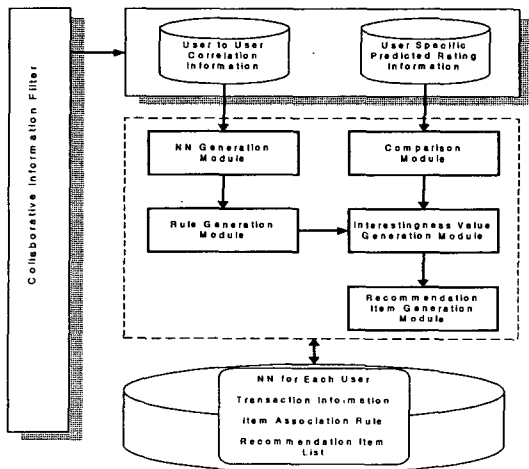 Collaborative Information Filter
User to User
Correlation
Information
User Specific
Predicted Rating
Information
NN Generation
Module
Comparison
Module
Rule Generation
Module
Interestingness Value
Generation Module
Recommendation
Item Generation
Module
NN for Each User
Transaction Information
Item Association Rule
Recommendation Item
List